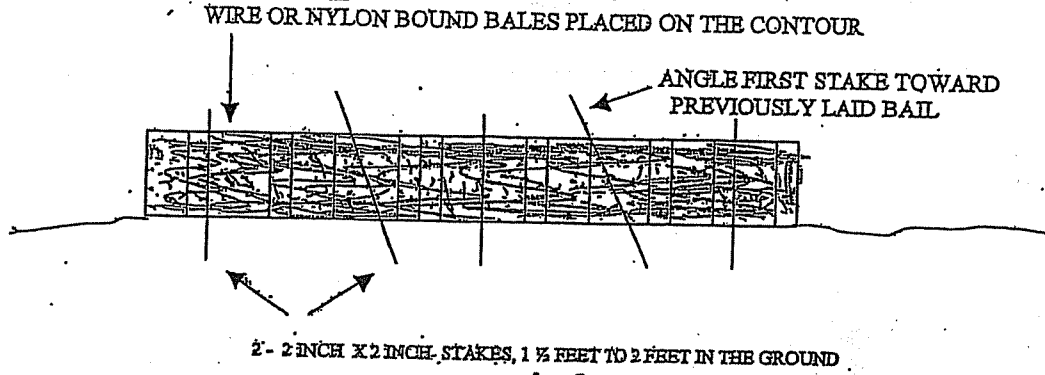 WIRE OR NYLON BOUND BALES PLACED ON THE CONTOUR
ANGLE FIRST STAKE TOWARD
PREVIOUSLY LAID BAIL
2 - 2 INCH X 2 INCH STAKES, 1 ½ FEET TO 2 FEET IN THE GROUND